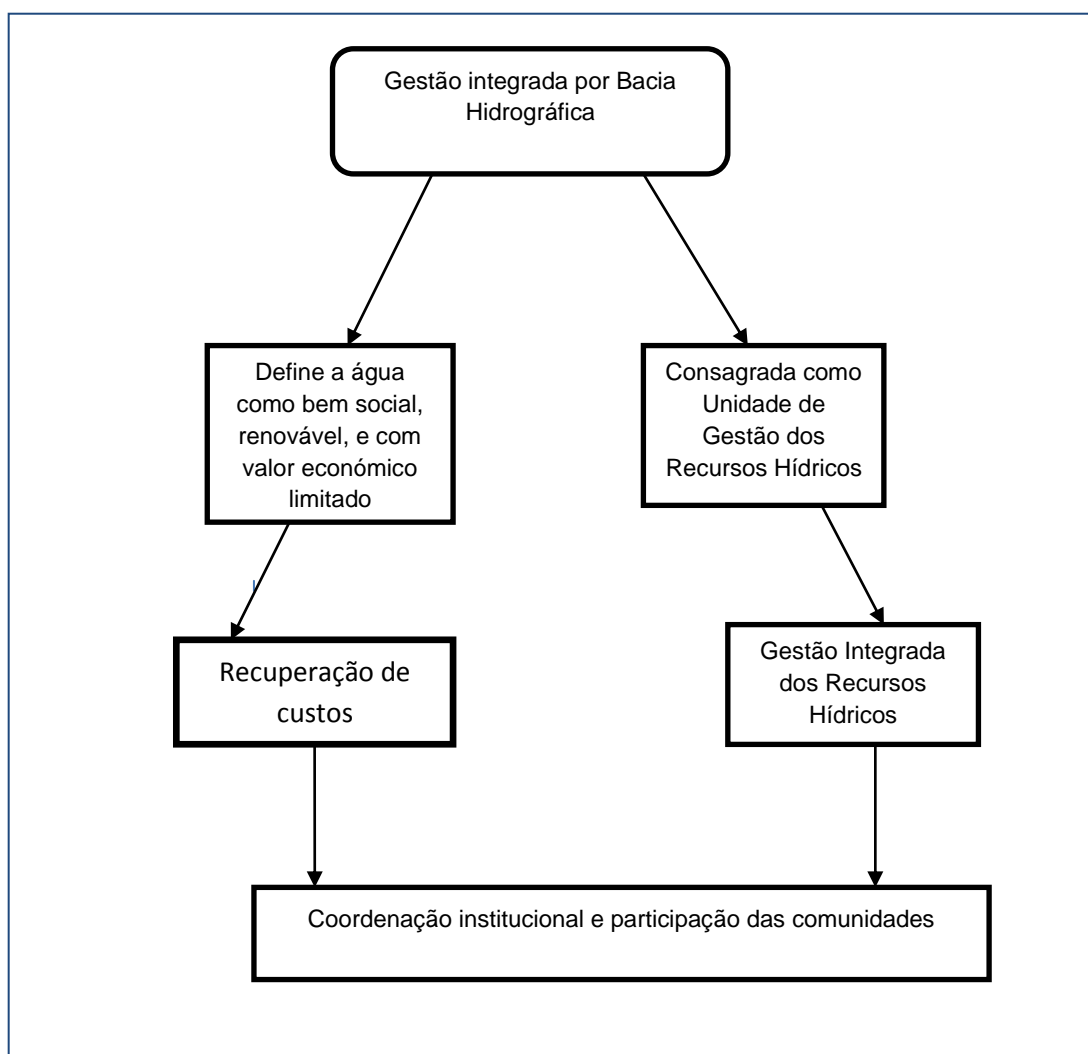 Gestão integrada por Bacia
Hidrográfica
Define a água
como bem social,
renovável, e com
valor económico
limitado
Consagrada como
Unidade de
Gestão dos
Recursos Hídricos
Recuperação de
custos
Gestão Integrada
dos Recursos
Hídricos
Coordenação institucional e participação das comunidades